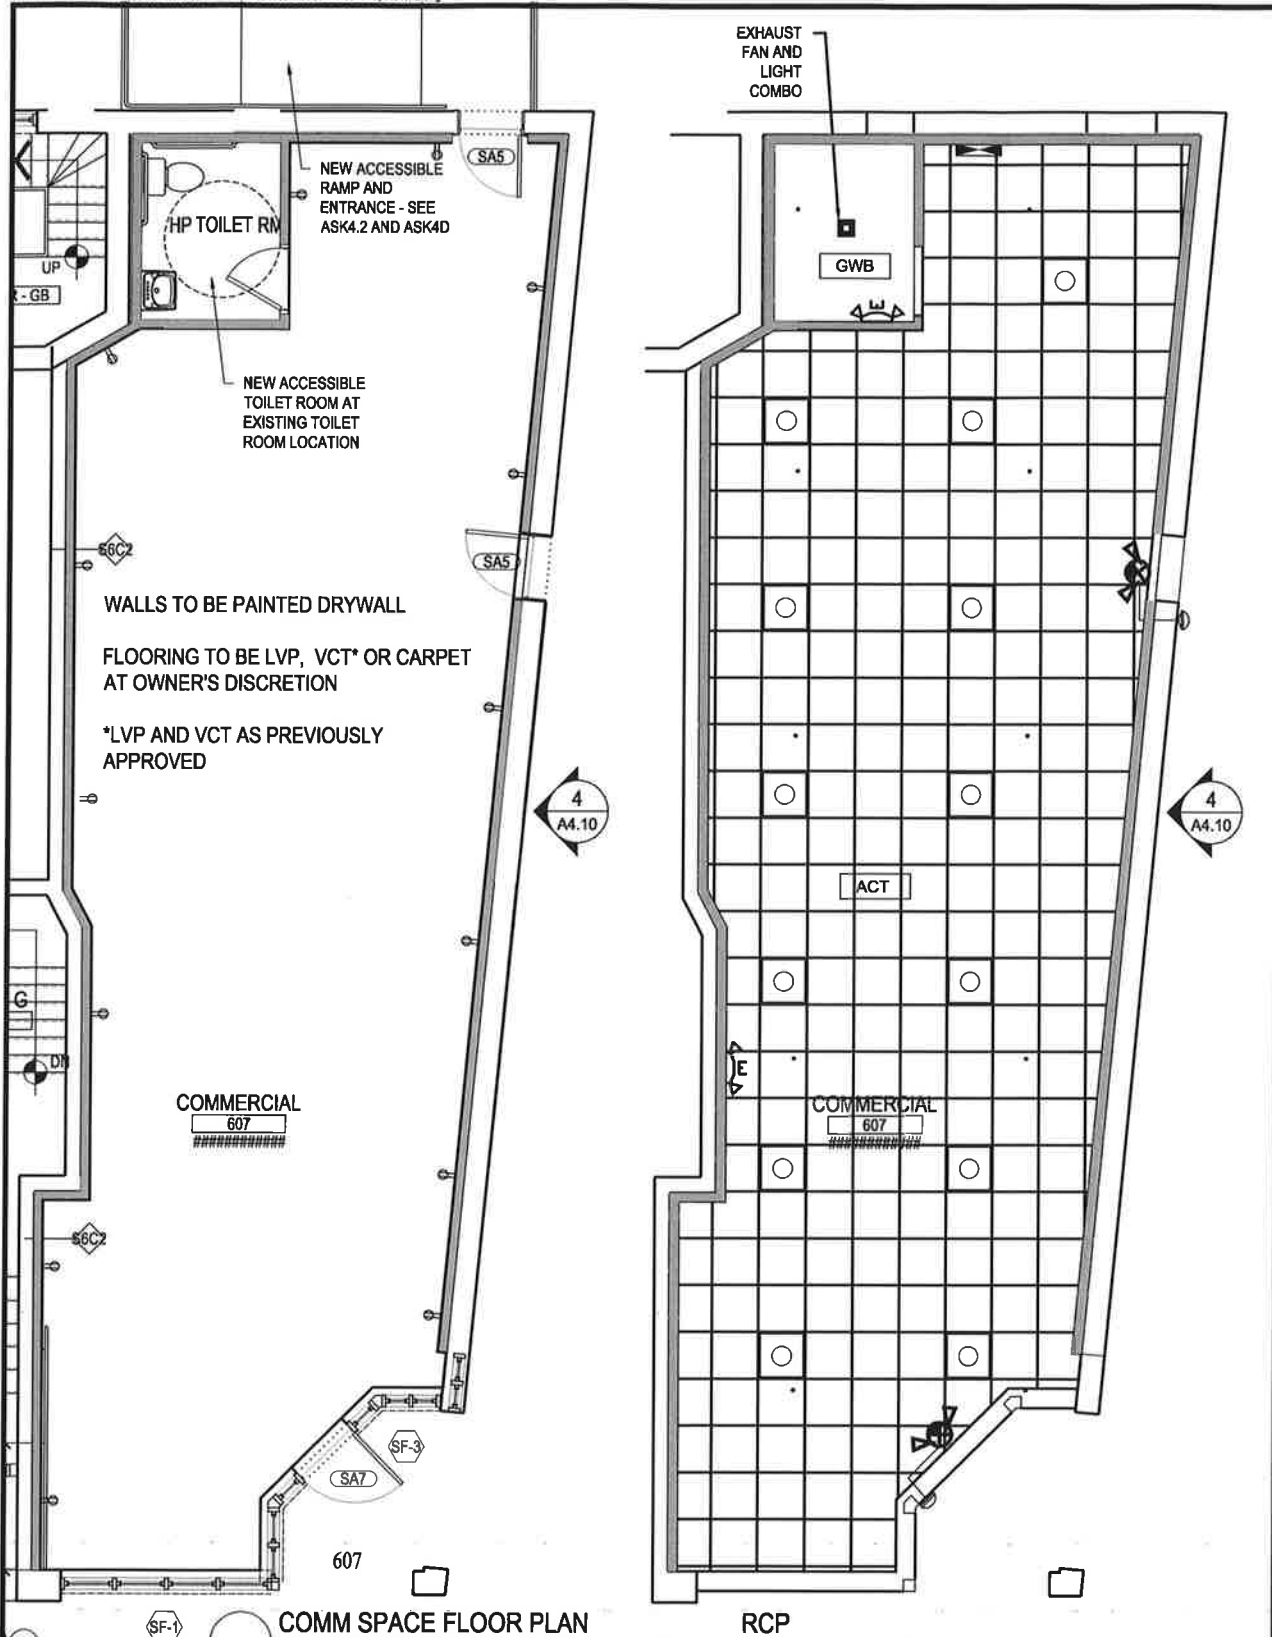 EXHAUST
FAN AND
LIGHT
COMBO
SA5
NEW ACCESSIBLE
RAMP AND
ENTRANCE - SEE
ASK4.2 AND ASK4D
HP TOILET RM
UP
R - GB
GWB
E
NEW ACCESSIBLE
TOILET ROOM AT
EXISTING TOILET
ROOM LOCATION
S6C2
SA5
WALLS TO BE PAINTED DRYWALL
FLOORING TO BE LVP, VCT* OR CARPET
AT OWNER'S DISCRETION
*LVP AND VCT AS PREVIOUSLY
APPROVED
4
A4.10
4
A4.10
ACT
G
DN
E
COMMERCIAL
607
############
COMMERCIAL
607
############
S6C2
SF-3
SA7
607
SF-1
COMM SPACE FLOOR PLAN
RCP